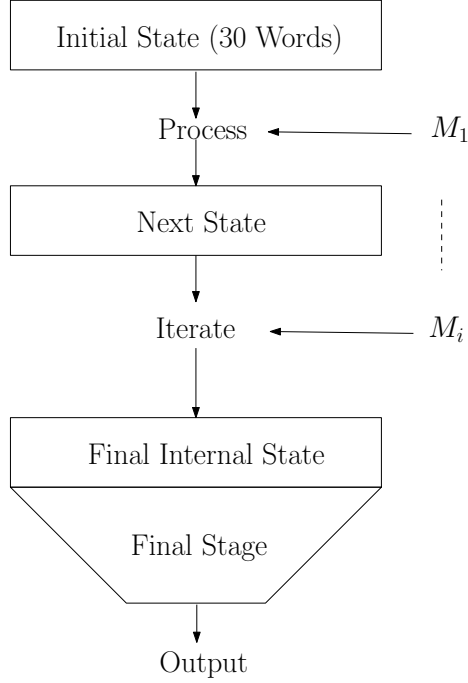 Initial State (30 Words)
Process
M₁
Next State
Iterate
Mᵢ
Final Internal State
Final Stage
Output